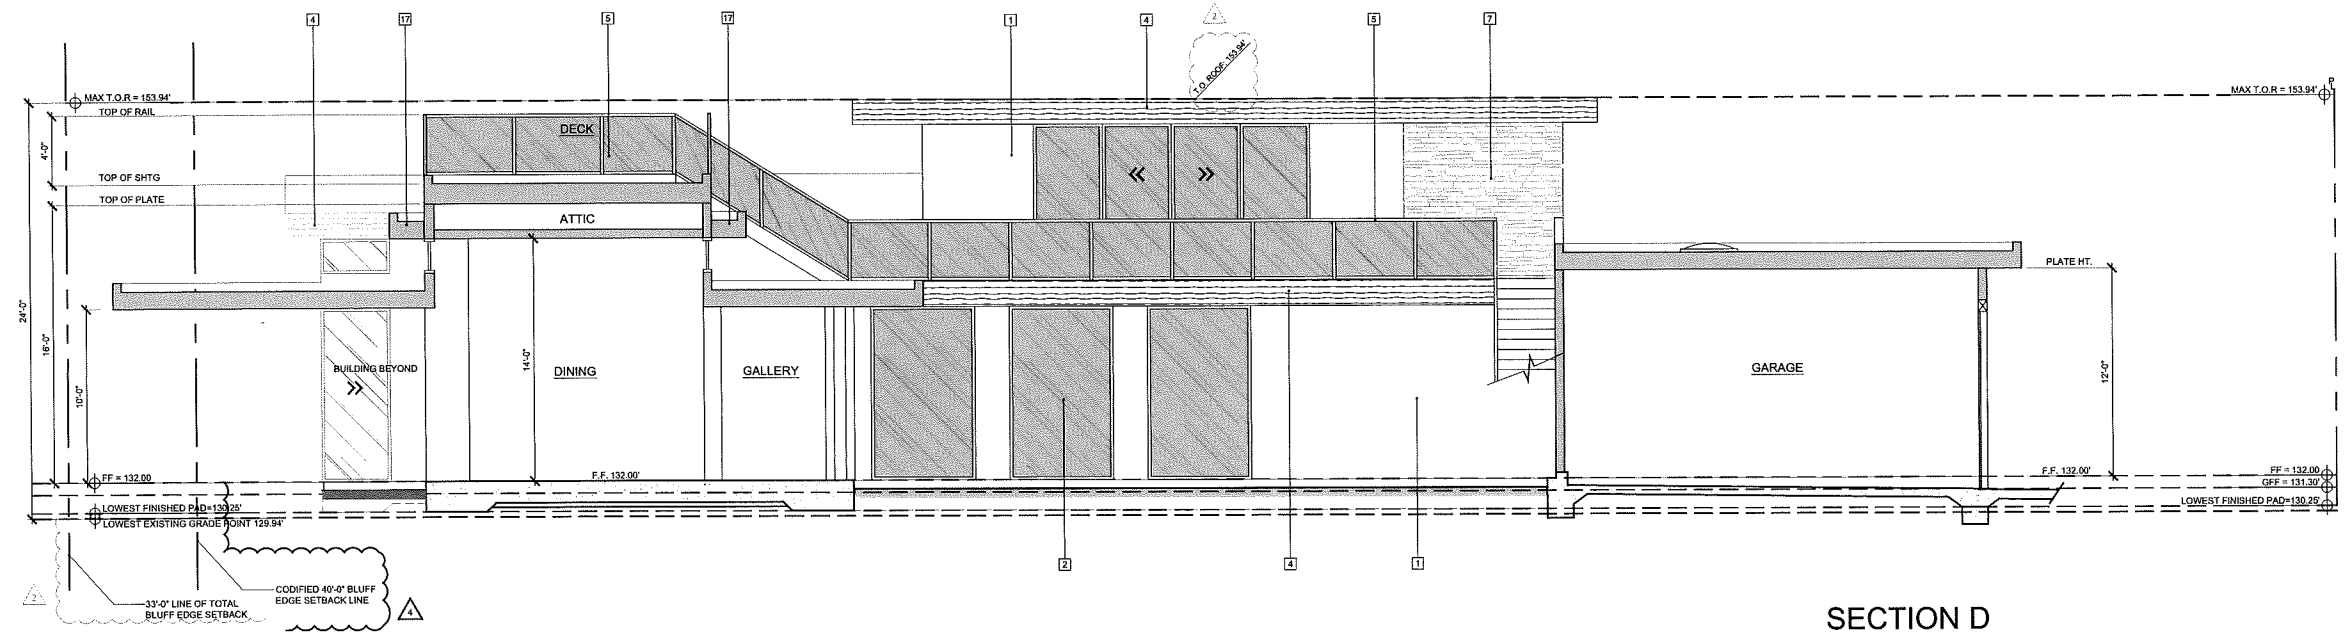 4
17
5
17
1
4
2
5
7
T.O. ROOF: 153.94'
P
L
MAX T.O.R = 153.94'
MAX T.O.R = 153.94'
TOP OF RAIL
DECK
4'-0"
TOP OF SHTG
TOP OF PLATE
ATTIC
PLATE HT.
24'-0"
16'-0"
10'-0"
14'-0"
12'-0"
BUILDING BEYOND
DINING
GALLERY
GARAGE
FF = 132.00
F.F. 132.00'
F.F. 132.00'
FF = 132.00
GFF = 131.30'
LOWEST FINISHED PAD=130.25'
LOWEST FINISHED PAD=130.25'
LOWEST EXISTING GRADE POINT 129.94'
2
4
1
2
33'-0" LINE OF TOTAL
BLUFF EDGE SETBACK
CODIFIED 40'-0" BLUFF
EDGE SETBACK LINE
4
SECTION D